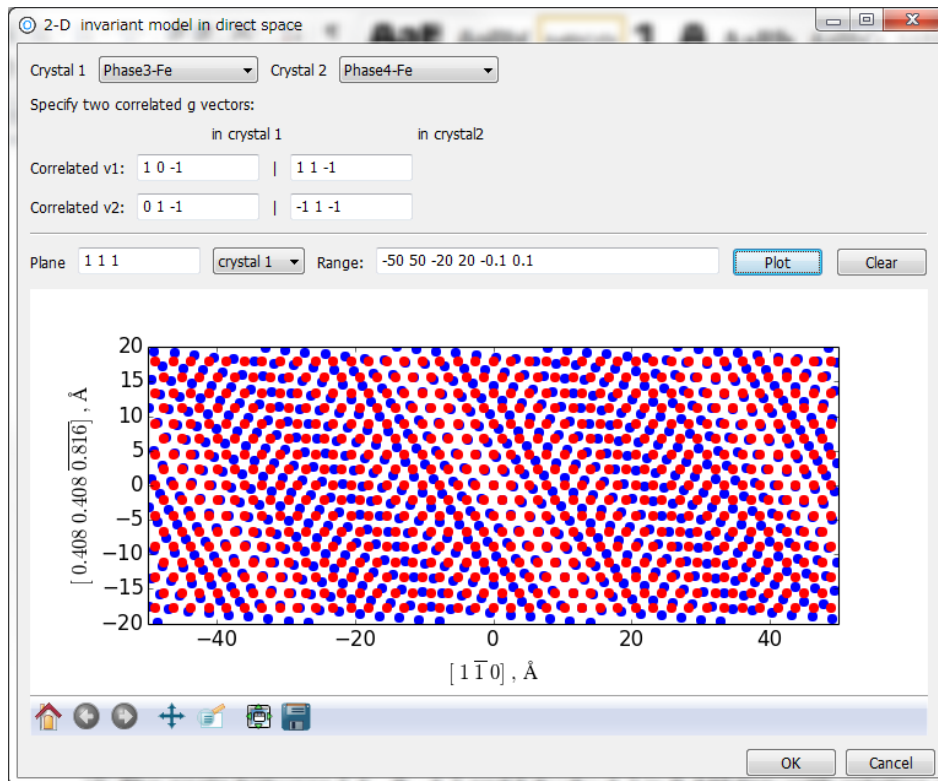 2-D invariant model in direct space
Crystal 1 Phase3-Fe Crystal 2 Phase4-Fe
Specify two correlated g vectors:
in crystal 1 in crystal2
Correlated v1: 1 0 -1 | 1 1 -1
Correlated v2: 0 1 -1 | -1 1 -1
Plane 1 1 1 crystal 1 Range: -50 50 -20 20 -0.1 0.1 Plot Clear
20
15
10
5
0
−5
−10
−15
−20
[ 0.408 0.408 0.8̅1̅6̅] , Å
−40 −20 0 20 40
[ 1 1̅ 0] , Å
OK Cancel